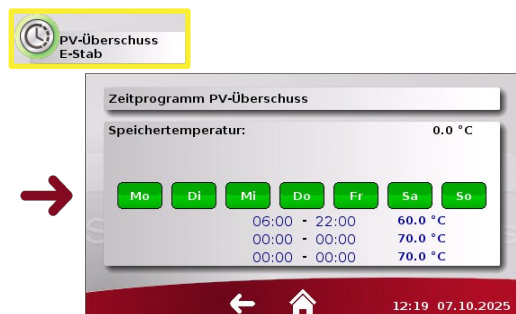 PV-Überschuss
E-Stab
Zeitprogramm PV-Überschuss
Speichertemperatur: 0.0 °C
Mo Di Mi Do Fr Sa So
06:00 - 22:00 60.0 °C
00:00 - 00:00 70.0 °C
00:00 - 00:00 70.0 °C
12:19 07.10.2025